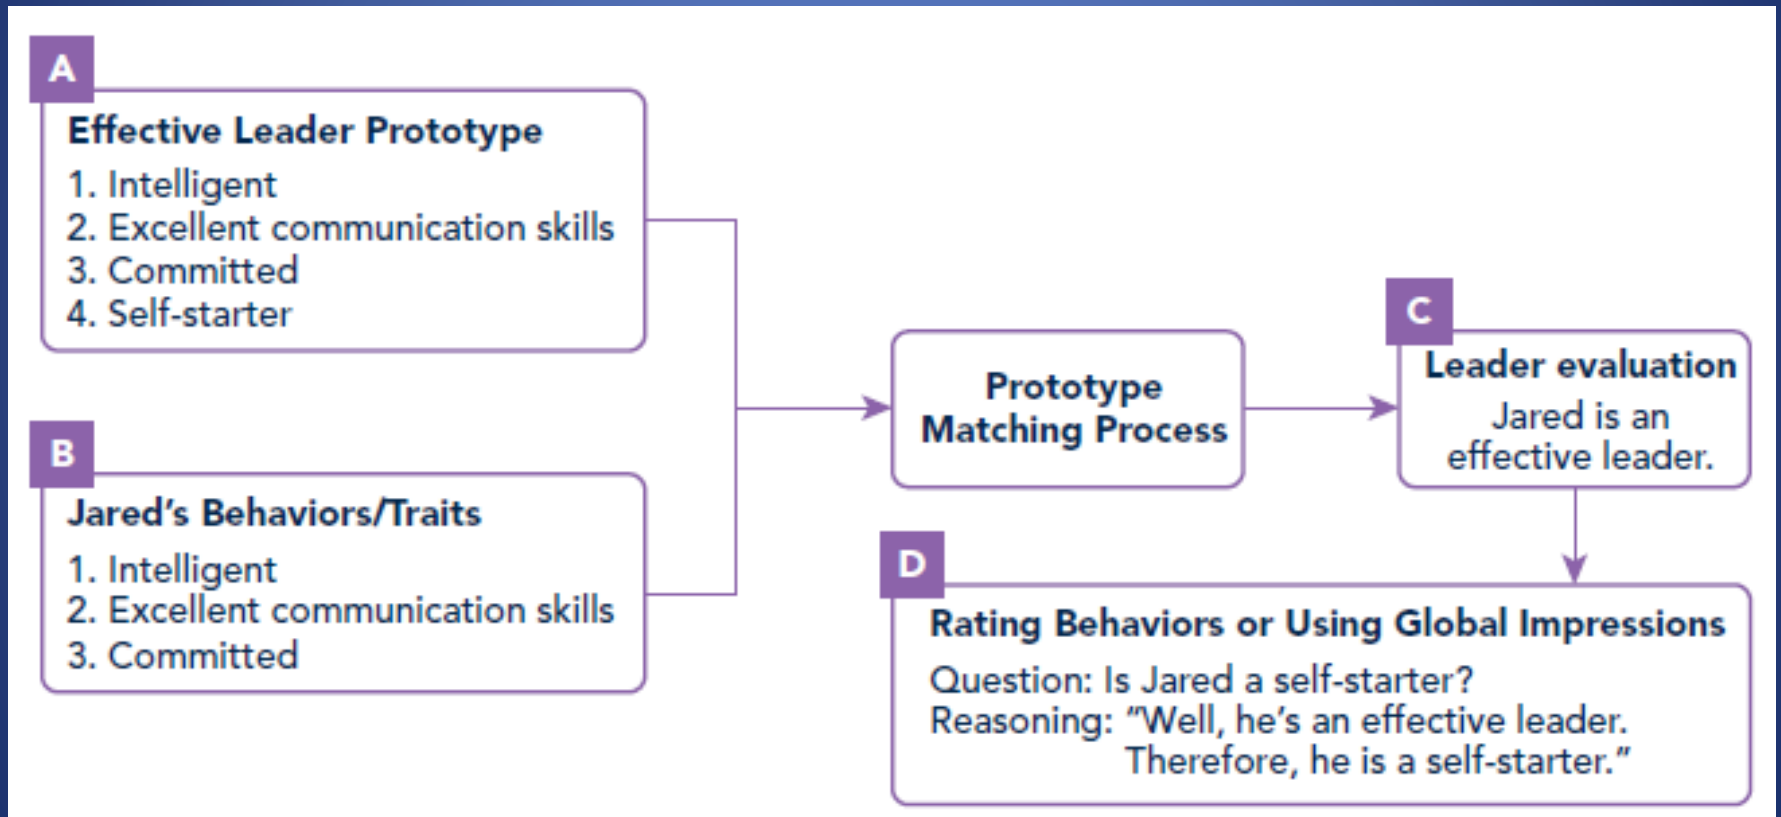 A
Effective Leader Prototype
1. Intelligent
2. Excellent communication skills
3. Committed
4. Self-starter
B
Jared's Behaviors/Traits
1. Intelligent
2. Excellent communication skills
3. Committed
Prototype
Matching Process
C
Leader evaluation
Jared is an
effective leader.
D
Rating Behaviors or Using Global Impressions
Question: Is Jared a self-starter?
Reasoning: “Well, he’s an effective leader.
Therefore, he is a self-starter.”